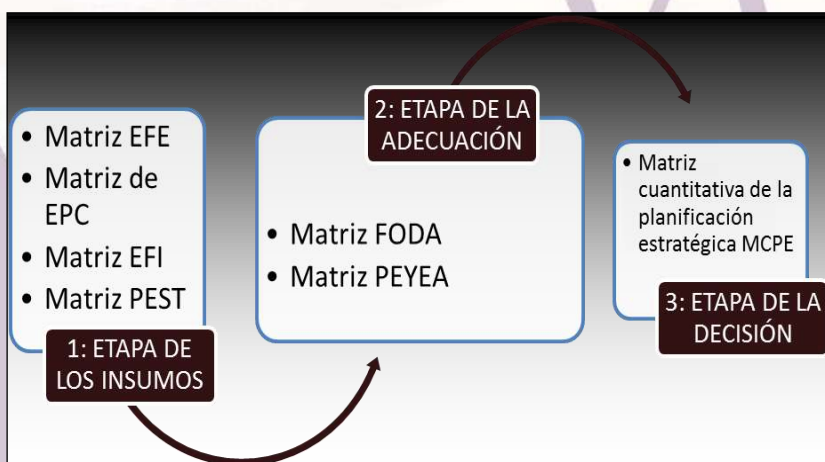 • Matriz EFE
• Matriz de
EPC
• Matriz EFI
• Matriz PEST
1: ETAPA DE
LOS INSUMOS
2: ETAPA DE LA
ADECUACIÓN
• Matriz FODA
• Matriz PEYEA
• Matriz
cuantitativa de la
planificación
estratégica MCPE
3: ETAPA DE LA
DECISIÓN